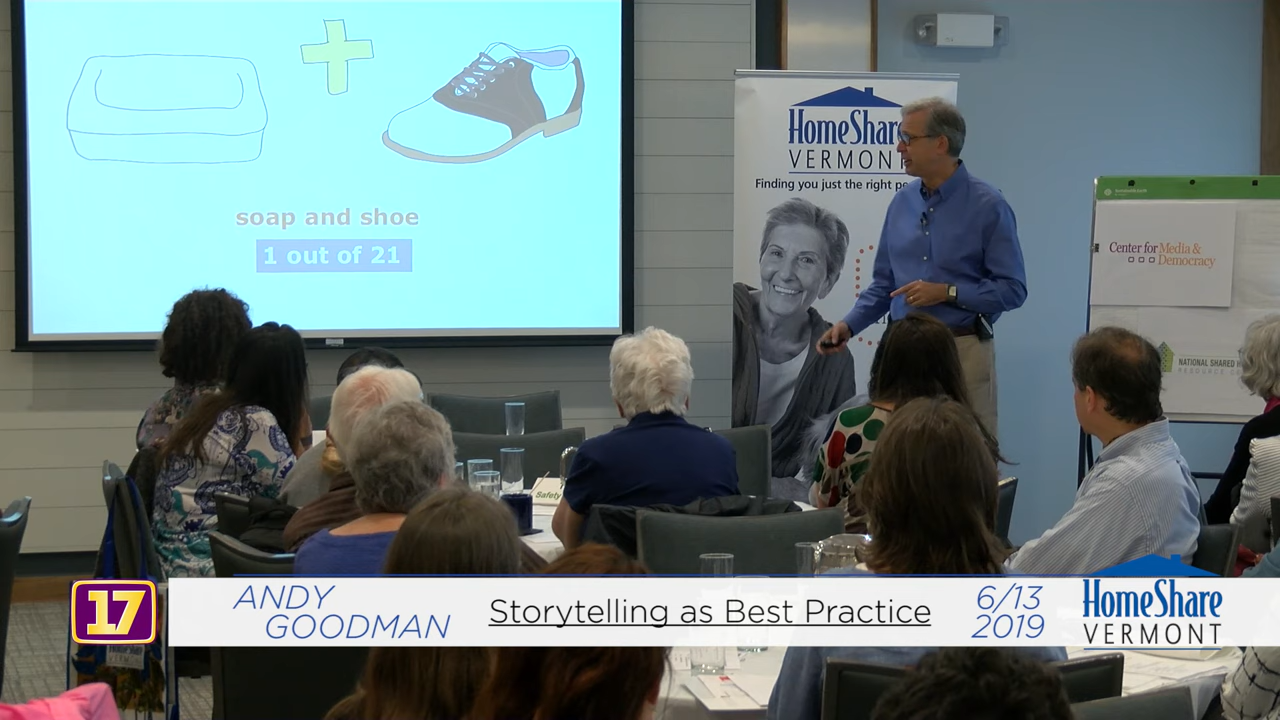 soap and shoe
1 out of 21
HomeShare
VERMONT
Finding you just the right pe
Center for Media &
Democracy
NATIONAL SHARED H
Safety
17
ANDY
GOODMAN
Storytelling as Best Practice
6/13
2019
HomeShare
VERMONT